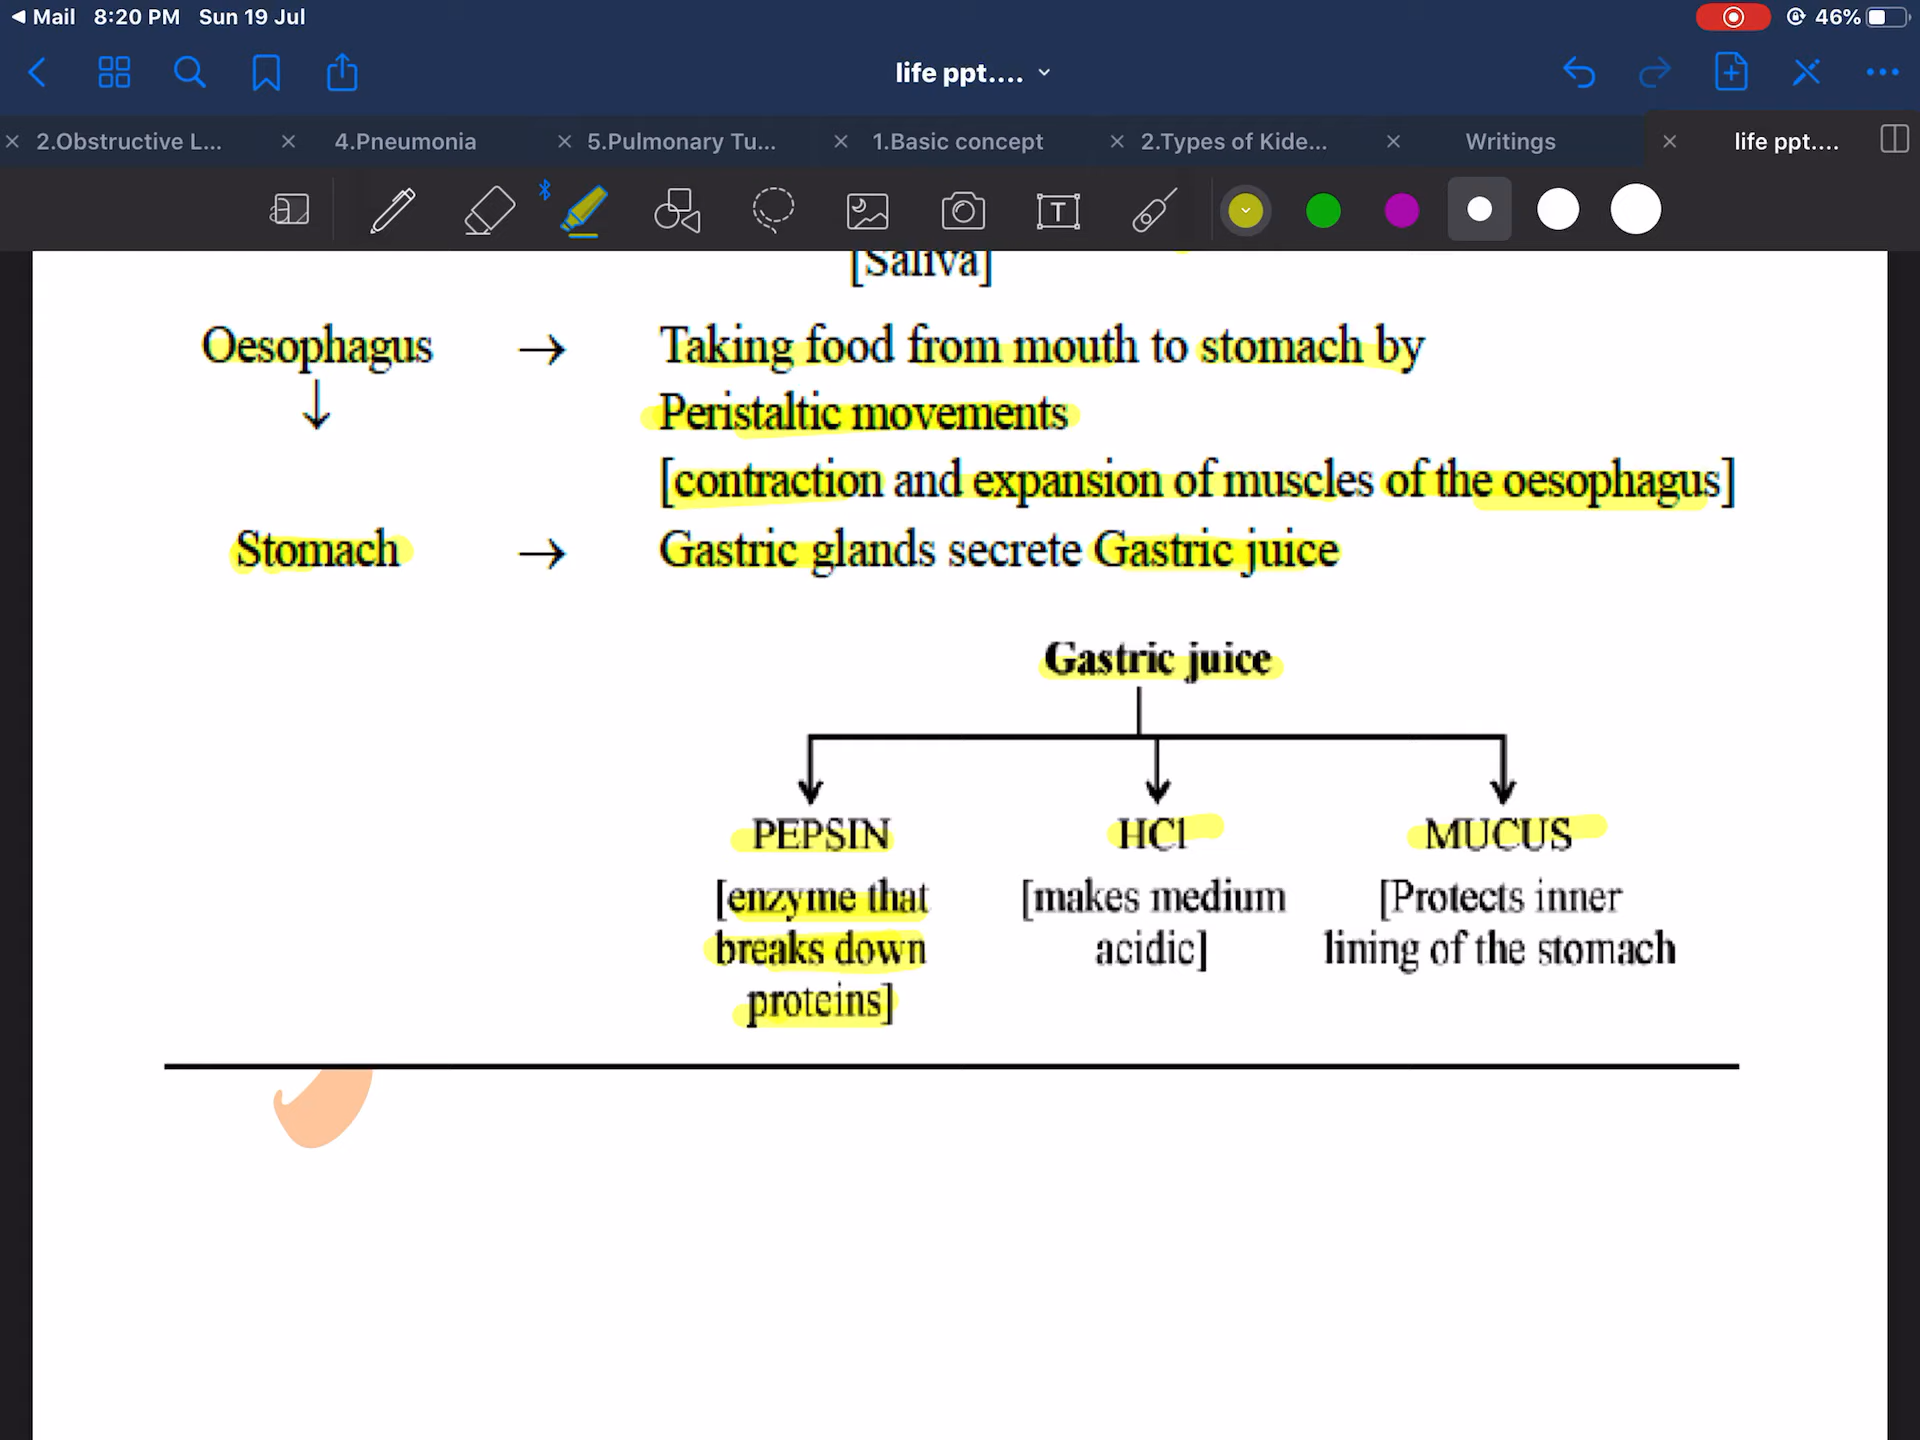 Mail 8:20 PM Sun 19 Jul 46%
life ppt....
2.Obstructive L... 4.Pneumonia 5.Pulmonary Tu... 1.Basic concept 2.Types of Kide... Writings life ppt....
[Saliva]
Oesophagus → Taking food from mouth to stomach by
↓ Peristaltic movements
[contraction and expansion of muscles of the oesophagus]
Stomach → Gastric glands secrete Gastric juice
Gastric juice
PEPSIN HCl MUCUS
[enzyme that [makes medium [Protects inner
breaks down acidic] lining of the stomach
proteins]